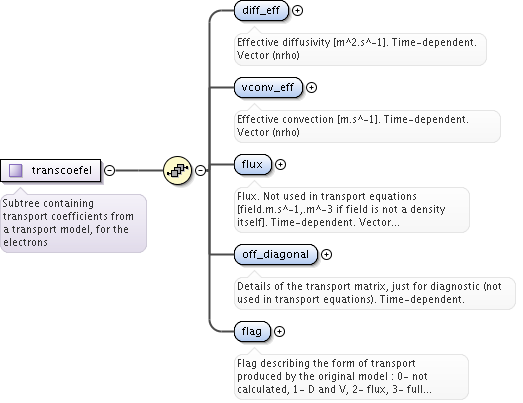 diff_eff
Effective diffusivity [m^2.s^-1]. Time-dependent.
Vector (nrho)
vconv_eff
Effective convection [m.s^-1]. Time-dependent.
Vector (nrho)
transcoefel
Subtree containing
transport coefficients from
a transport model, for the
electrons
flux
Flux. Not used in transport equations
[field.m.s^-1,.m^-3 if field is not a density
itself]. Time-dependent. Vector...
off_diagonal
Details of the transport matrix, just for diagnostic (not
used in transport equations). Time-dependent.
flag
Flag describing the form of transport
produced by the original model : 0- not
calculated, 1- D and V, 2- flux, 3- full...